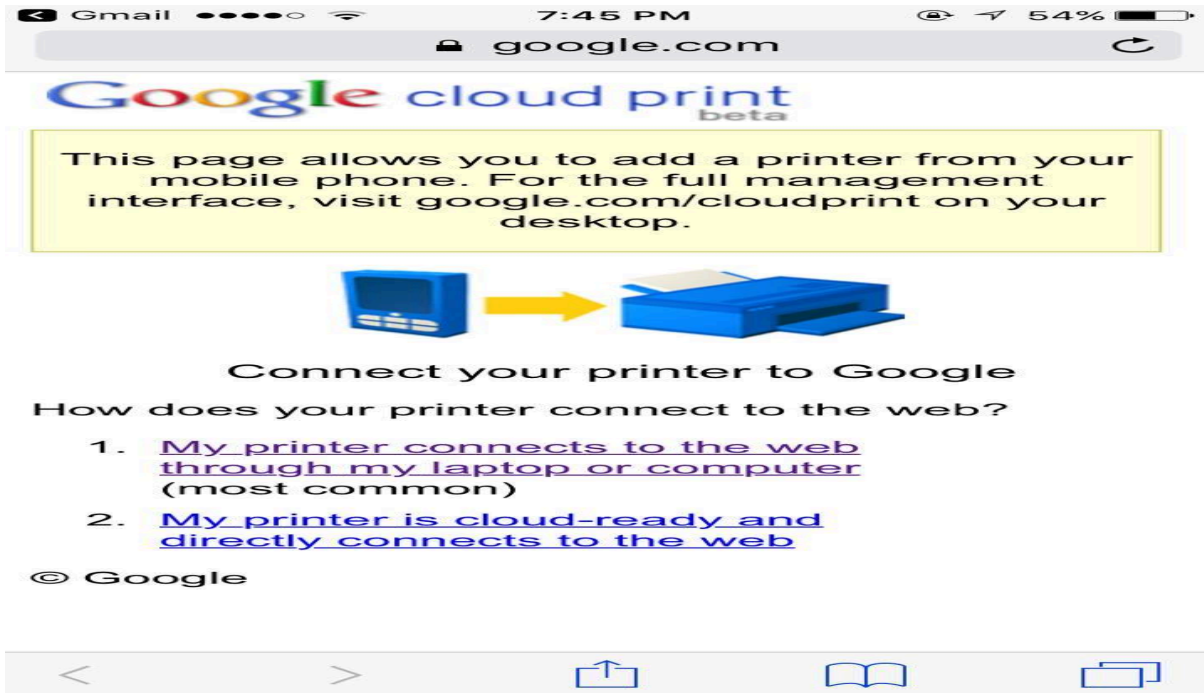 Gmail 7:45 PM 54%
google.com
Google cloud print
beta
This page allows you to add a printer from your
mobile phone. For the full management
interface, visit google.com/cloudprint on your
desktop.
Connect your printer to Google
How does your printer connect to the web?
1. My printer connects to the web
through my laptop or computer
(most common)
2. My printer is cloud-ready and
directly connects to the web
© Google